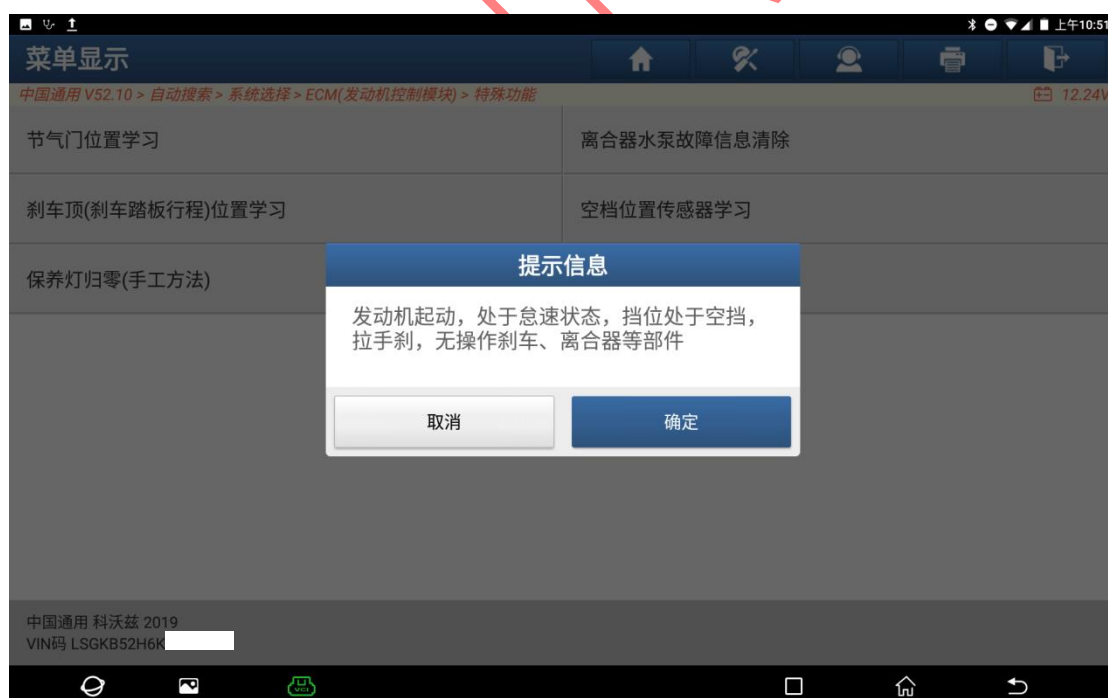 上午10:51
菜单显示
中国通用 V52.10 > 自动搜索 > 系统选择 > ECM(发动机控制模块) > 特殊功能
12.24V
节气门位置学习
离合器水泵故障信息清除
刹车顶(刹车踏板行程)位置学习
空档位置传感器学习
保养灯归零(手工方法)
提示信息
发动机起动，处于怠速状态，挡位处于空挡，
拉手刹，无操作刹车、离合器等部件
取消
确定
中国通用 科沃兹 2019
VIN码 LSGKB52H6K
VCI